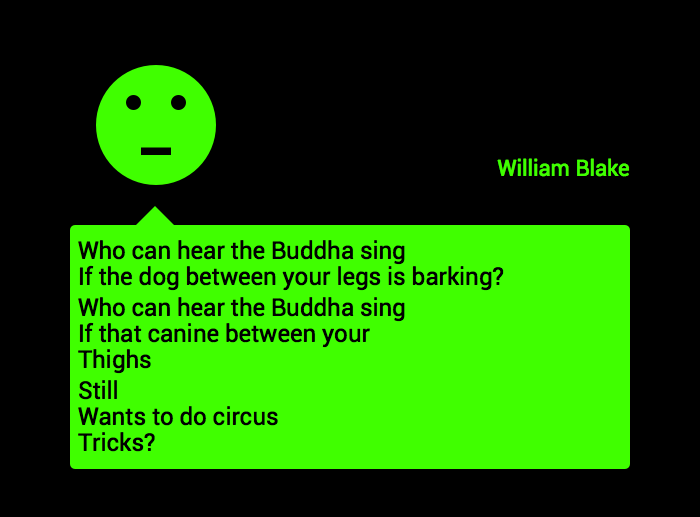 William Blake
Who can hear the Buddha sing
If the dog between your legs is barking?
Who can hear the Buddha sing
If that canine between your
Thighs
Still
Wants to do circus
Tricks?